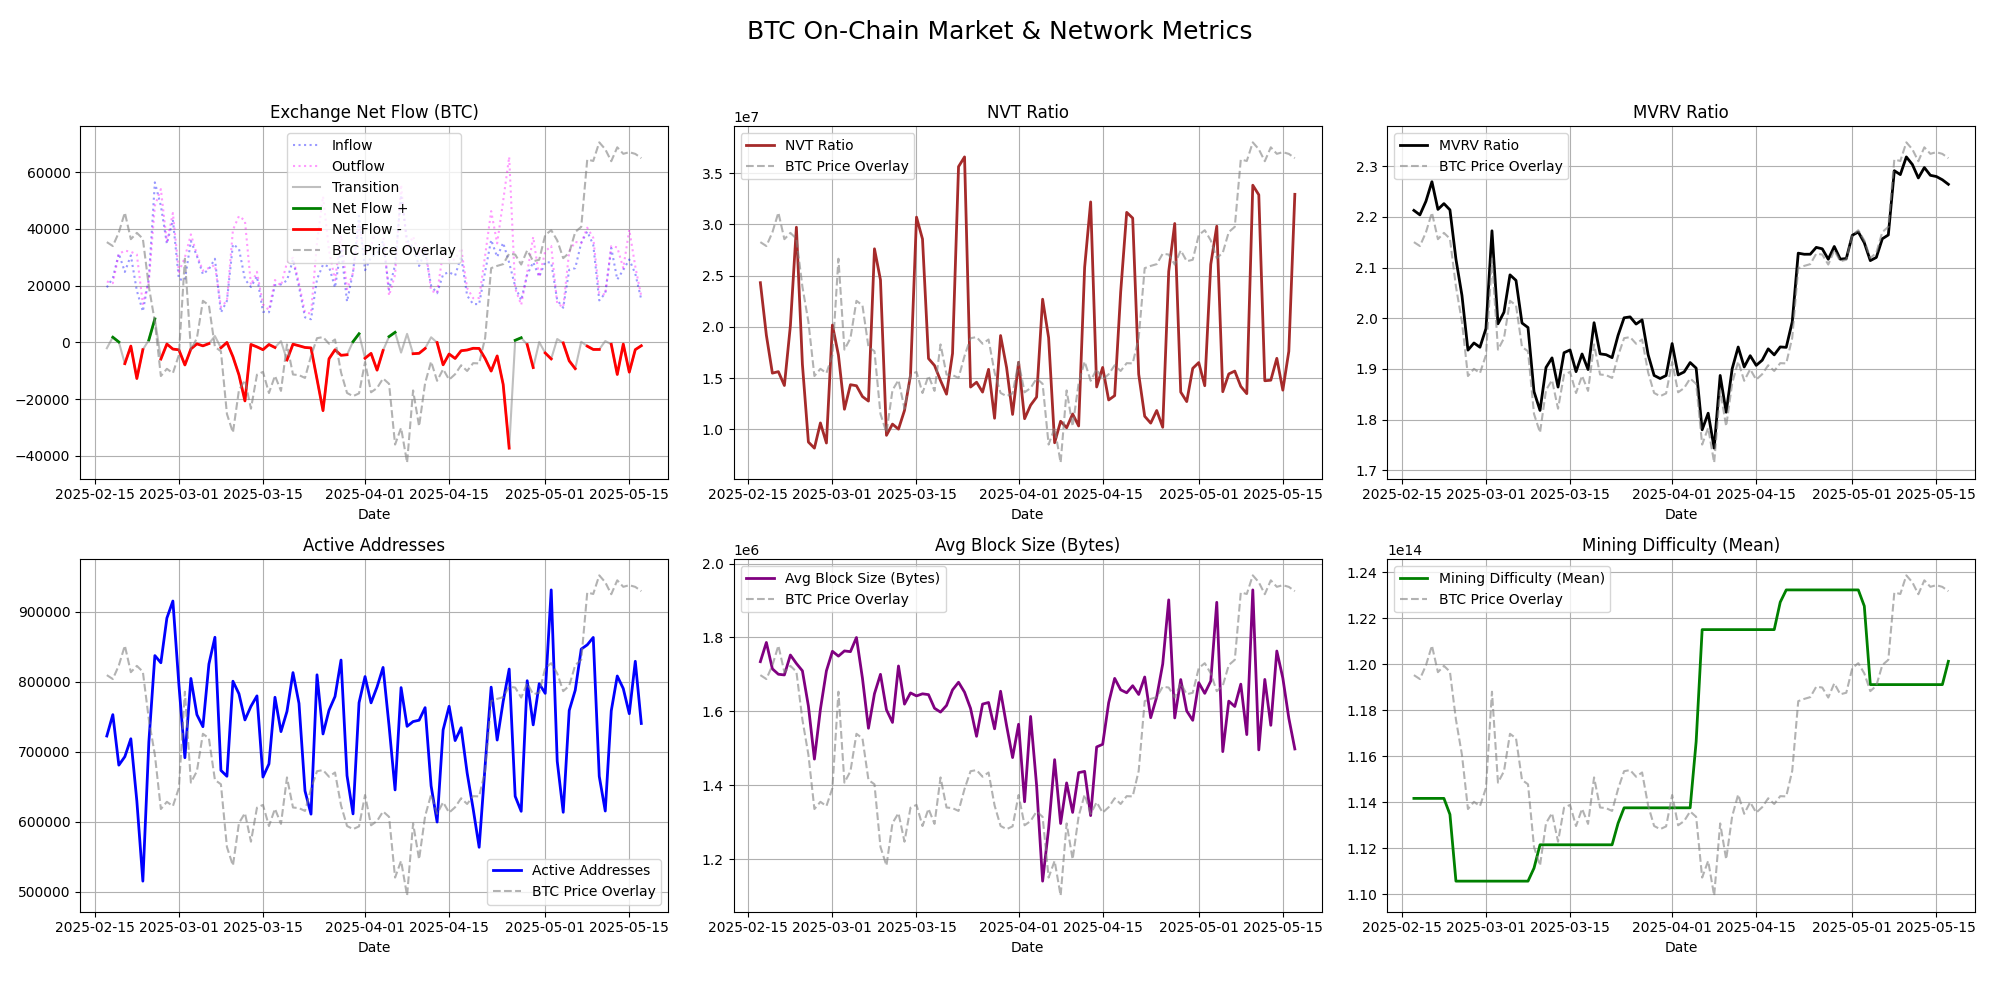 BTC On-Chain Market & Network Metrics
Exchange Net Flow (BTC)
Inflow
Outflow
Transition
Net Flow +
Net Flow -
BTC Price Overlay
60000
40000
20000
0
−20000
−40000
2025-02-15 2025-03-01 2025-03-15 2025-04-01 2025-04-15 2025-05-01 2025-05-15
Date
NVT Ratio
1e7
NVT Ratio
BTC Price Overlay
3.5
3.0
2.5
2.0
1.5
1.0
2025-02-15 2025-03-01 2025-03-15 2025-04-01 2025-04-15 2025-05-01 2025-05-15
Date
MVRV Ratio
MVRV Ratio
BTC Price Overlay
2.3
2.2
2.1
2.0
1.9
1.8
1.7
2025-02-15 2025-03-01 2025-03-15 2025-04-01 2025-04-15 2025-05-01 2025-05-15
Date
Active Addresses
900000
800000
700000
600000
500000
Active Addresses
BTC Price Overlay
2025-02-15 2025-03-01 2025-03-15 2025-04-01 2025-04-15 2025-05-01 2025-05-15
Date
Avg Block Size (Bytes)
1e6
Avg Block Size (Bytes)
BTC Price Overlay
2.0
1.8
1.6
1.4
1.2
2025-02-15 2025-03-01 2025-03-15 2025-04-01 2025-04-15 2025-05-01 2025-05-15
Date
Mining Difficulty (Mean)
1e14
Mining Difficulty (Mean)
BTC Price Overlay
1.24
1.22
1.20
1.18
1.16
1.14
1.12
1.10
2025-02-15 2025-03-01 2025-03-15 2025-04-01 2025-04-15 2025-05-01 2025-05-15
Date